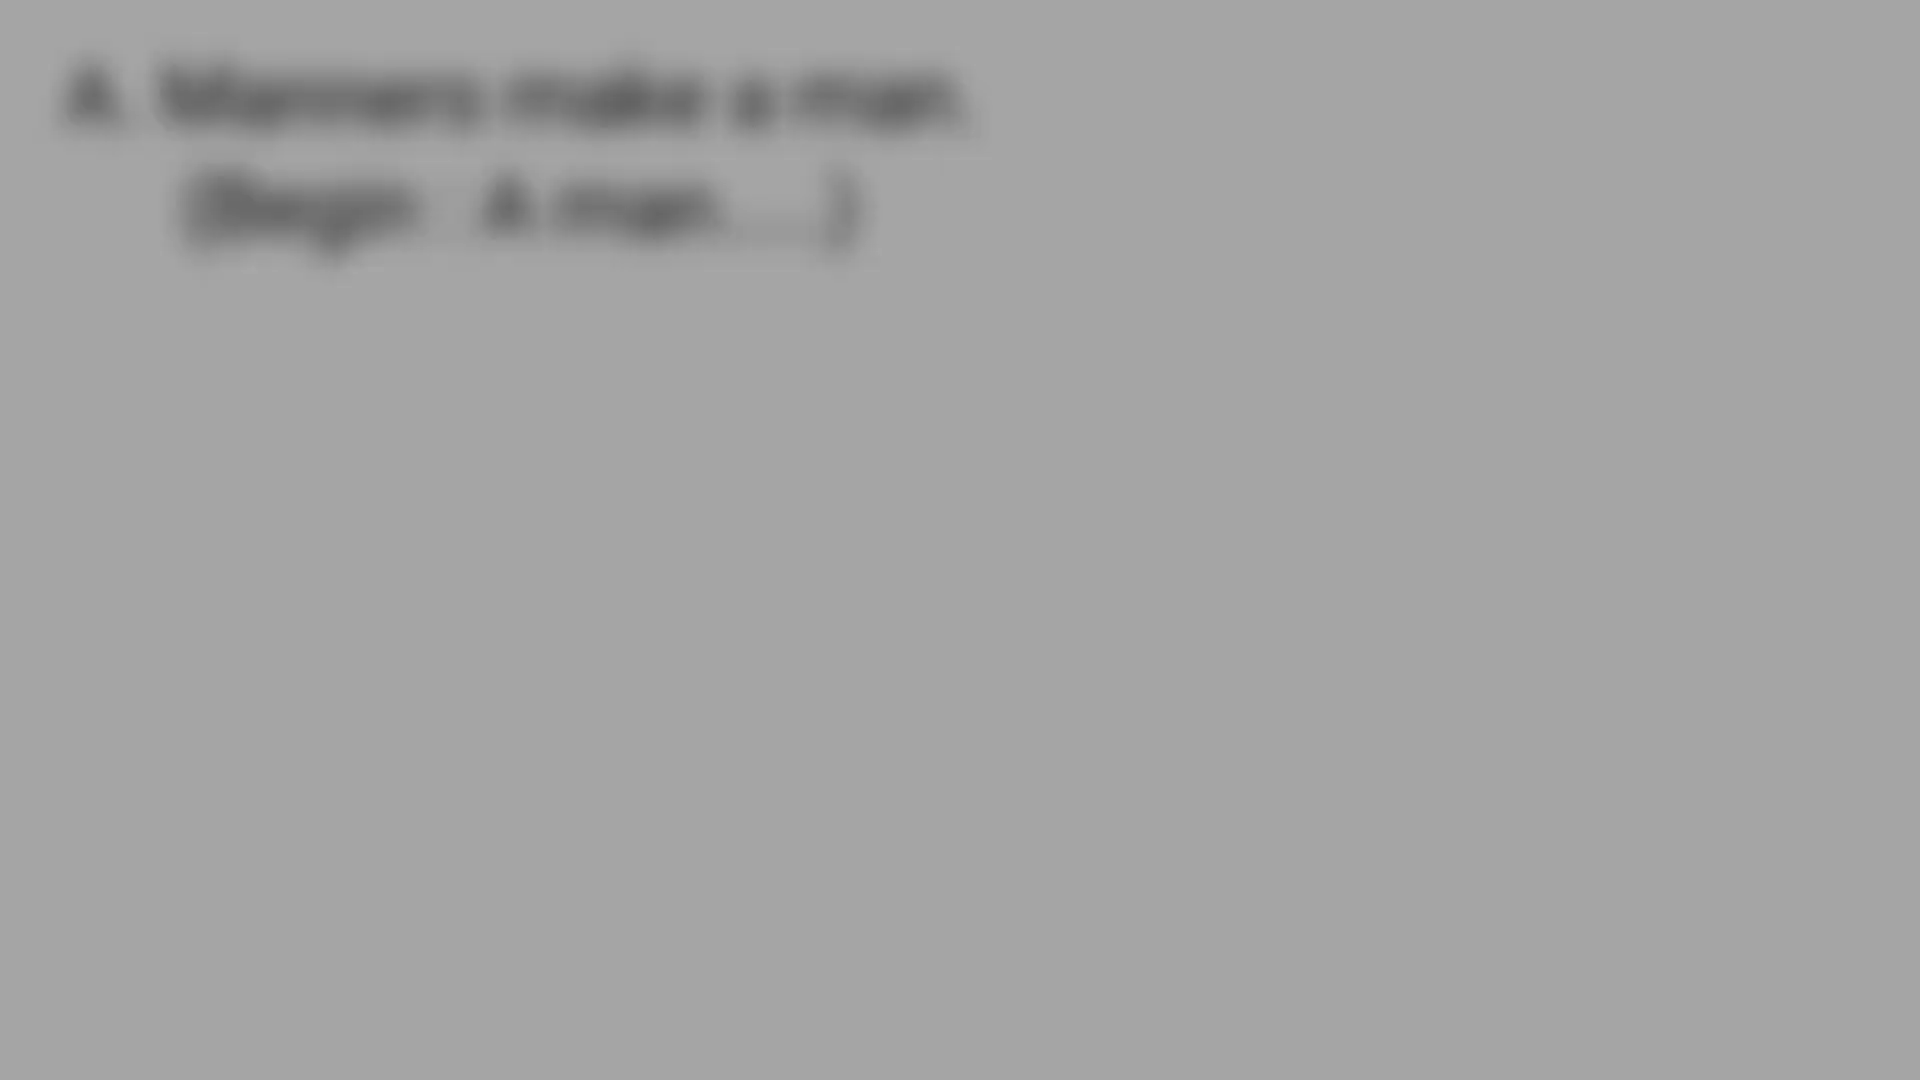 A. Manners make a man.
(Begin : A man.....)